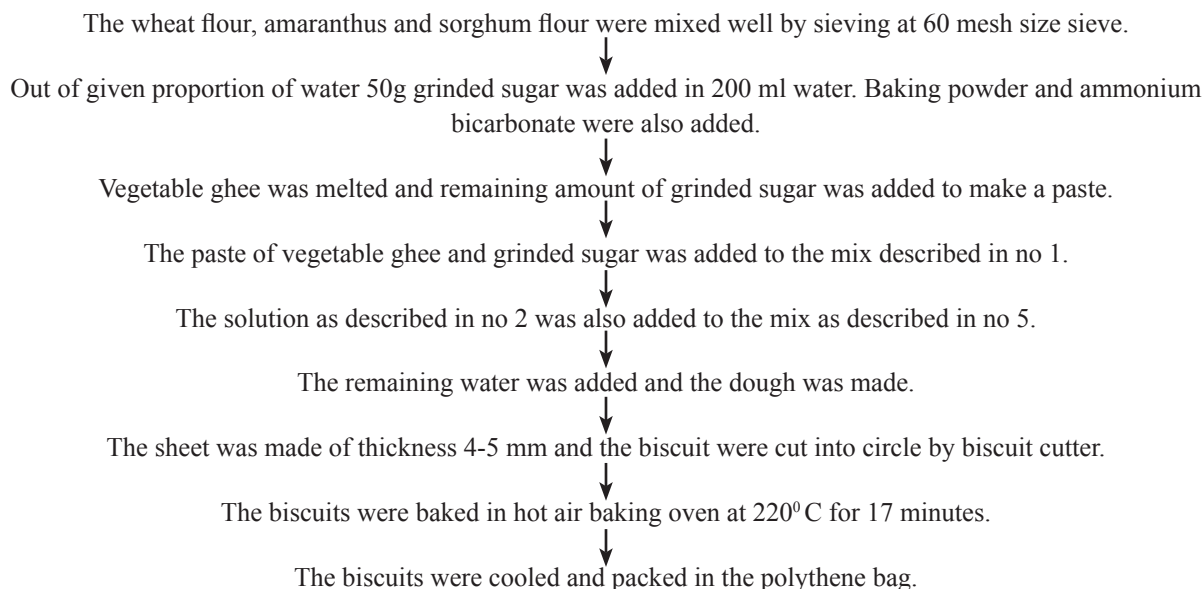 The wheat flour, amaranthus and sorghum flour were mixed well by sieving at 60 mesh size sieve.
Out of given proportion of water 50g grinded sugar was added in 200 ml water. Baking powder and ammonium
bicarbonate were also added.
Vegetable ghee was melted and remaining amount of grinded sugar was added to make a paste.
The paste of vegetable ghee and grinded sugar was added to the mix described in no 1.
The solution as described in no 2 was also added to the mix as described in no 5.
The remaining water was added and the dough was made.
The sheet was made of thickness 4-5 mm and the biscuit were cut into circle by biscuit cutter.
The biscuits were baked in hot air baking oven at 220⁰ C for 17 minutes.
The biscuits were cooled and packed in the polythene bag.